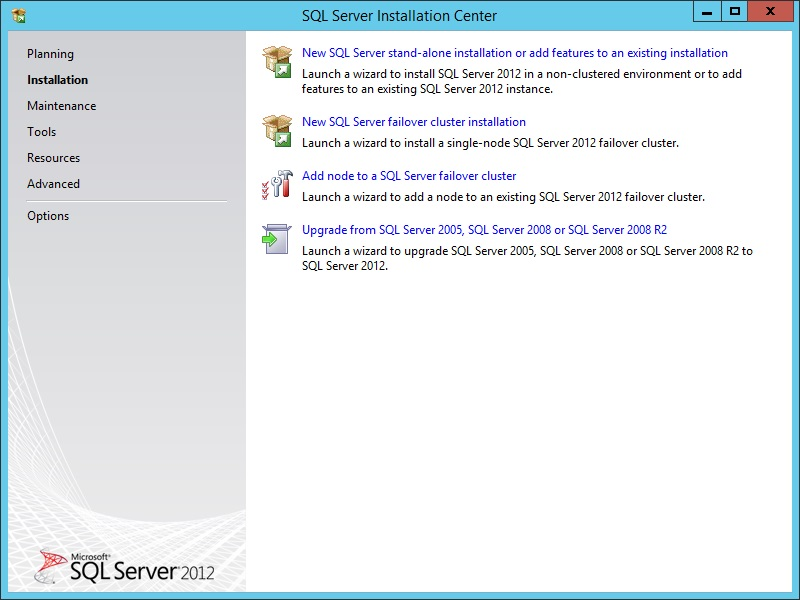 SQL Server Installation Center
Planning
Installation
Maintenance
Tools
Resources
Advanced
Options
New SQL Server stand-alone installation or add features to an existing installation
Launch a wizard to install SQL Server 2012 in a non-clustered environment or to add
features to an existing SQL Server 2012 instance.
New SQL Server failover cluster installation
Launch a wizard to install a single-node SQL Server 2012 failover cluster.
Add node to a SQL Server failover cluster
Launch a wizard to add a node to an existing SQL Server 2012 failover cluster.
Upgrade from SQL Server 2005, SQL Server 2008 or SQL Server 2008 R2
Launch a wizard to upgrade SQL Server 2005, SQL Server 2008 or SQL Server 2008 R2 to
SQL Server 2012.
Microsoft®
SQL Server® 2012